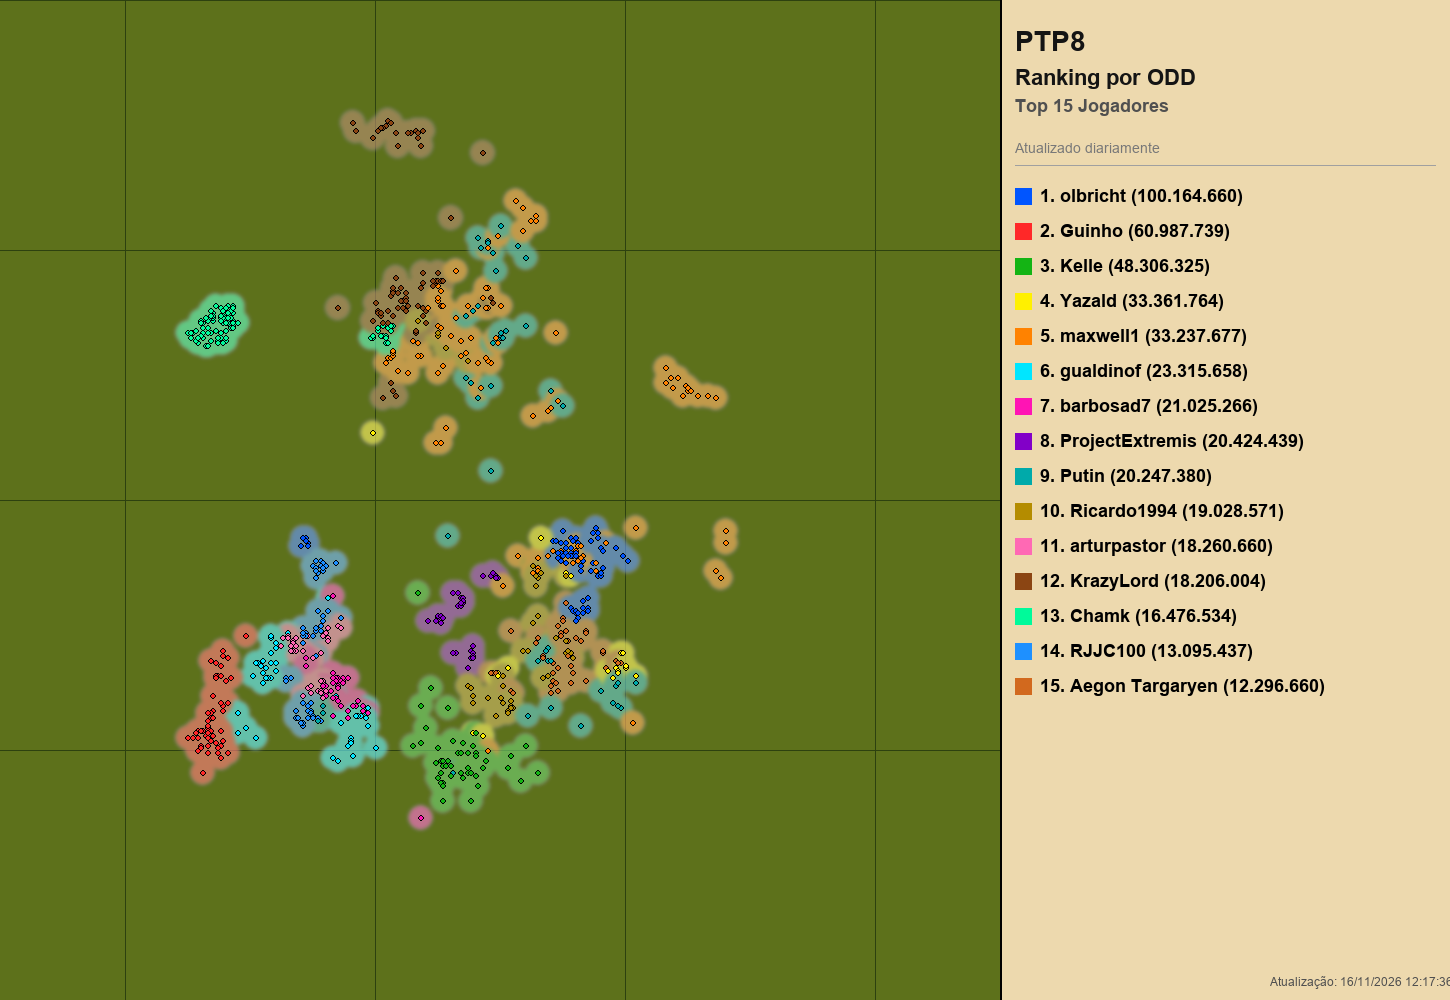 PTP8
Ranking por ODD
Top 15 Jogadores
Atualizado diariamente
1. olbricht (100.164.660)
2. Guinho (60.987.739)
3. Kelle (48.306.325)
4. Yazald (33.361.764)
5. maxwell1 (33.237.677)
6. gualdinof (23.315.658)
7. barbosad7 (21.025.266)
8. ProjectExtremis (20.424.439)
9. Putin (20.247.380)
10. Ricardo1994 (19.028.571)
11. arturpastor (18.260.660)
12. KrazyLord (18.206.004)
13. Chamk (16.476.534)
14. RJJC100 (13.095.437)
15. Aegon Targaryen (12.296.660)
Atualização: 16/11/2026 12:17:36